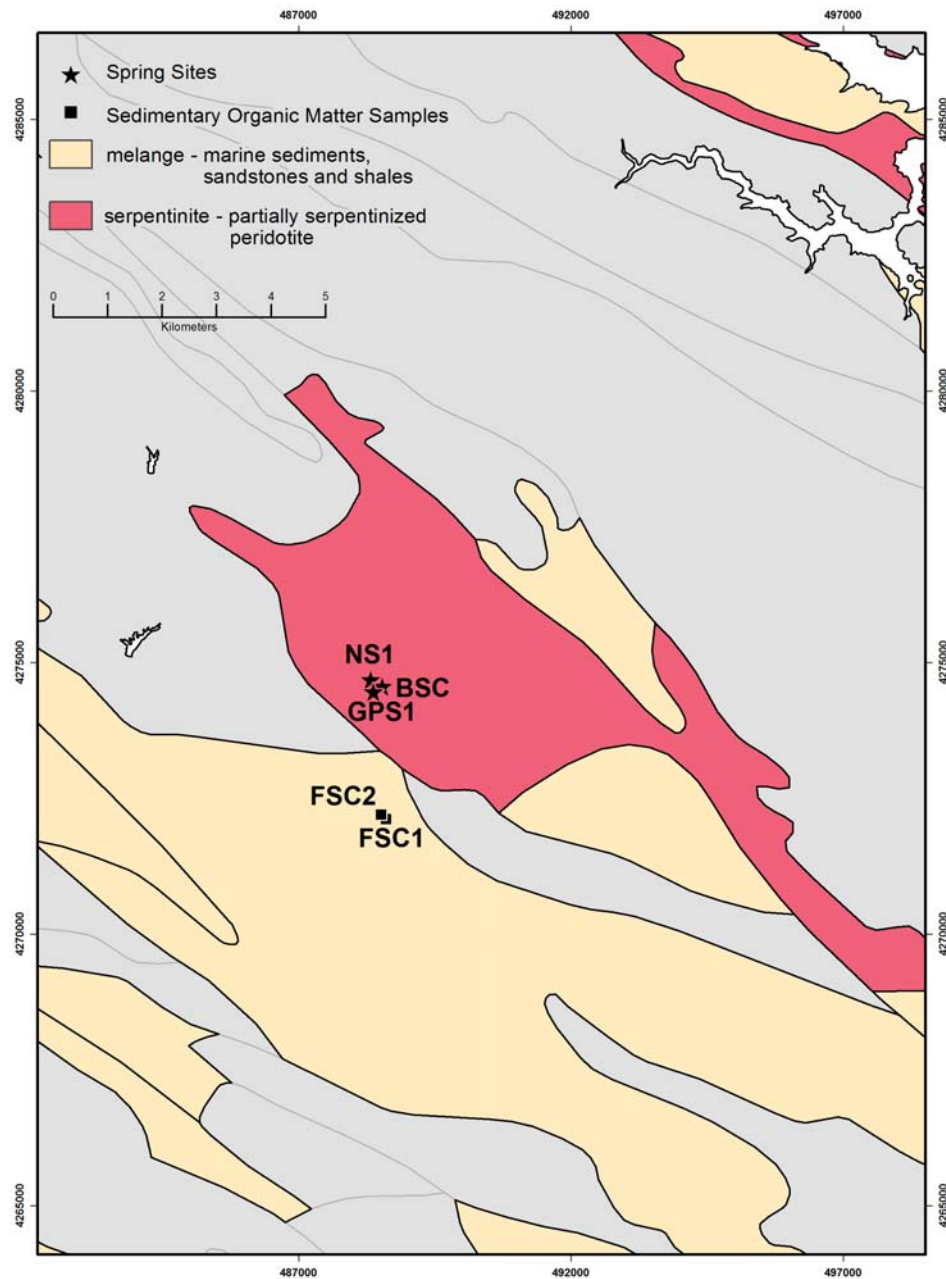 487000 492000 497000
Spring Sites
Sedimentary Organic Matter Samples
melange - marine sediments,
sandstones and shales
serpentinite - partially serpentinized
peridotite
0 1 2 3 4 5
Kilometers
4285000 4285000
4280000 4280000
4275000 4275000
NS1
BSC
GPS1
FSC2
FSC1
4270000 4270000
4265000 4265000
487000 492000 497000